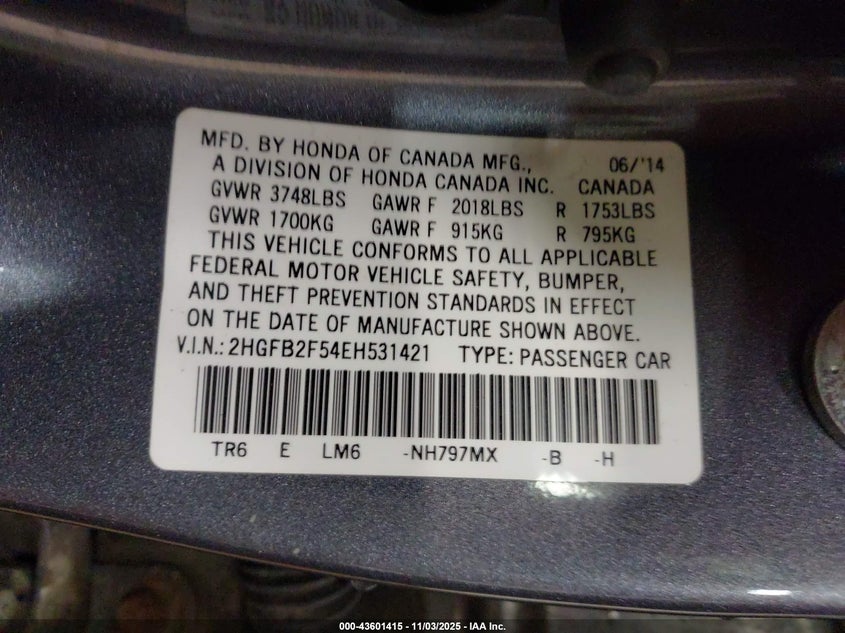 MFD. BY HONDA OF CANADA MFG., 06/'14
A DIVISION OF HONDA CANADA INC. CANADA
GVWR 3748LBS GAWR F 2018LBS R 1753LBS
GVWR 1700KG GAWR F 915KG R 795KG
THIS VEHICLE CONFORMS TO ALL APPLICABLE
FEDERAL MOTOR VEHICLE SAFETY, BUMPER,
AND THEFT PREVENTION STANDARDS IN EFFECT
ON THE DATE OF MANUFACTURE SHOWN ABOVE.
V.I.N.: 2HGFB2F54EH531421 TYPE: PASSENGER CAR
TR6 E LM6 -NH797MX -B -H
000-43601415 - 11/03/2025 - IAA Inc.